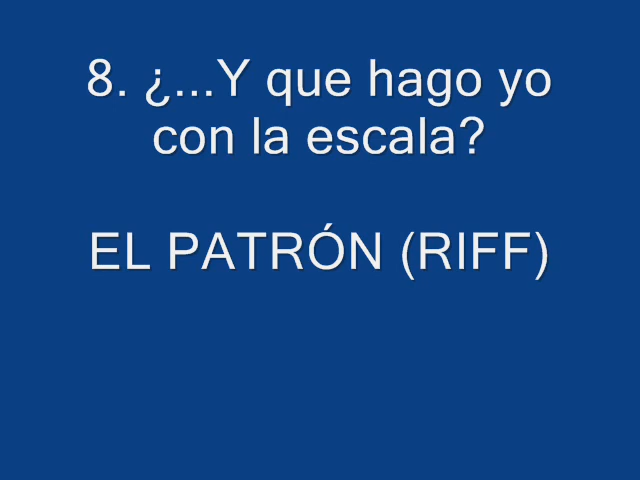 8. ¿...Y que hago yo
con la escala?
EL PATRÓN (RIFF)